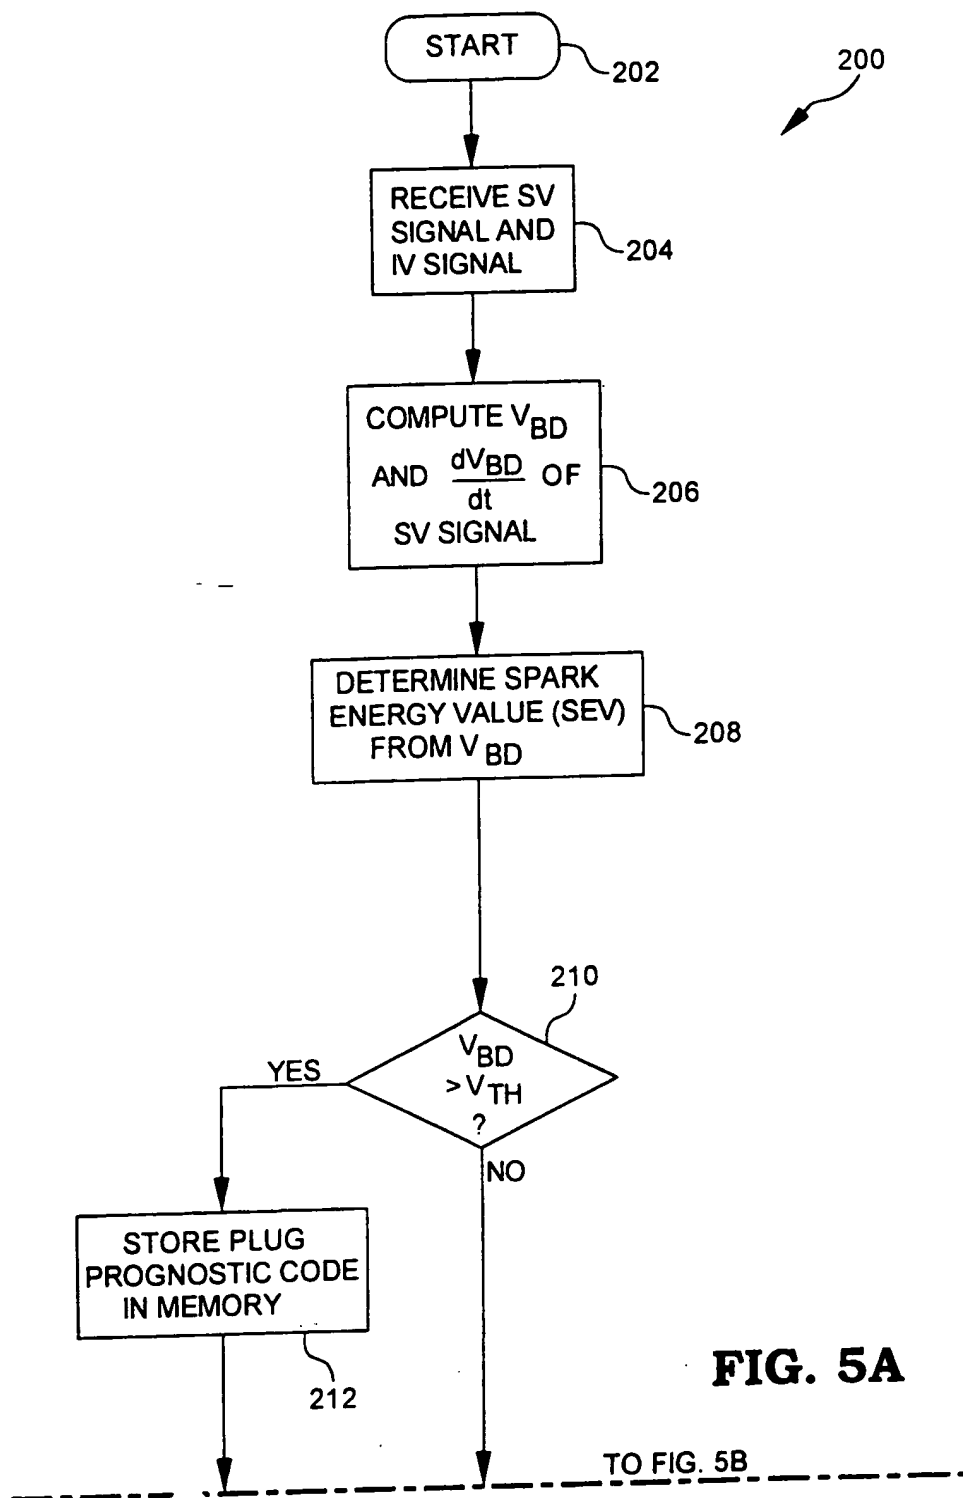 START
202
200
RECEIVE SV
SIGNAL AND
IV SIGNAL
204
COMPUTE VBD
AND dVBD/dt OF
SV SIGNAL
206
DETERMINE SPARK
ENERGY VALUE (SEV)
FROM VBD
208
210
VBD
>VTH
?
YES
NO
STORE PLUG
PROGNOSTIC CODE
IN MEMORY
212
FIG. 5A
TO FIG. 5B